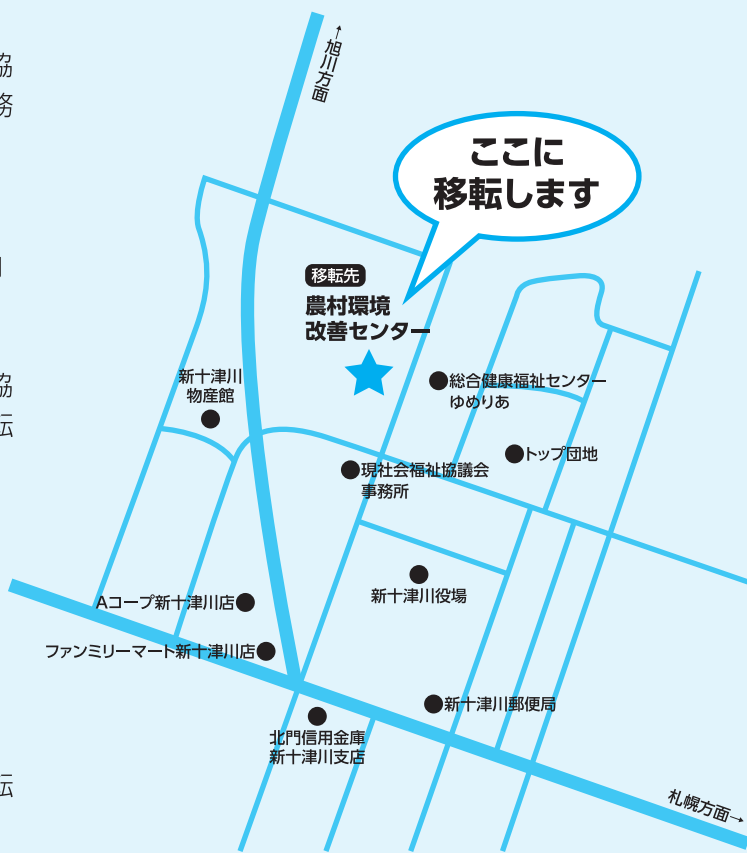 協
務
協
転
転
←旭川方面
ここに
移転します
移転先
農村環境
改善センター
新十津川
物産館
総合健康福祉センター
ゆめりあ
トップ団地
現社会福祉協議会
事務所
新十津川役場
Aコープ新十津川店
ファンミリーマート新十津川店
新十津川郵便局
北門信用金庫
新十津川支店
札幌方面→